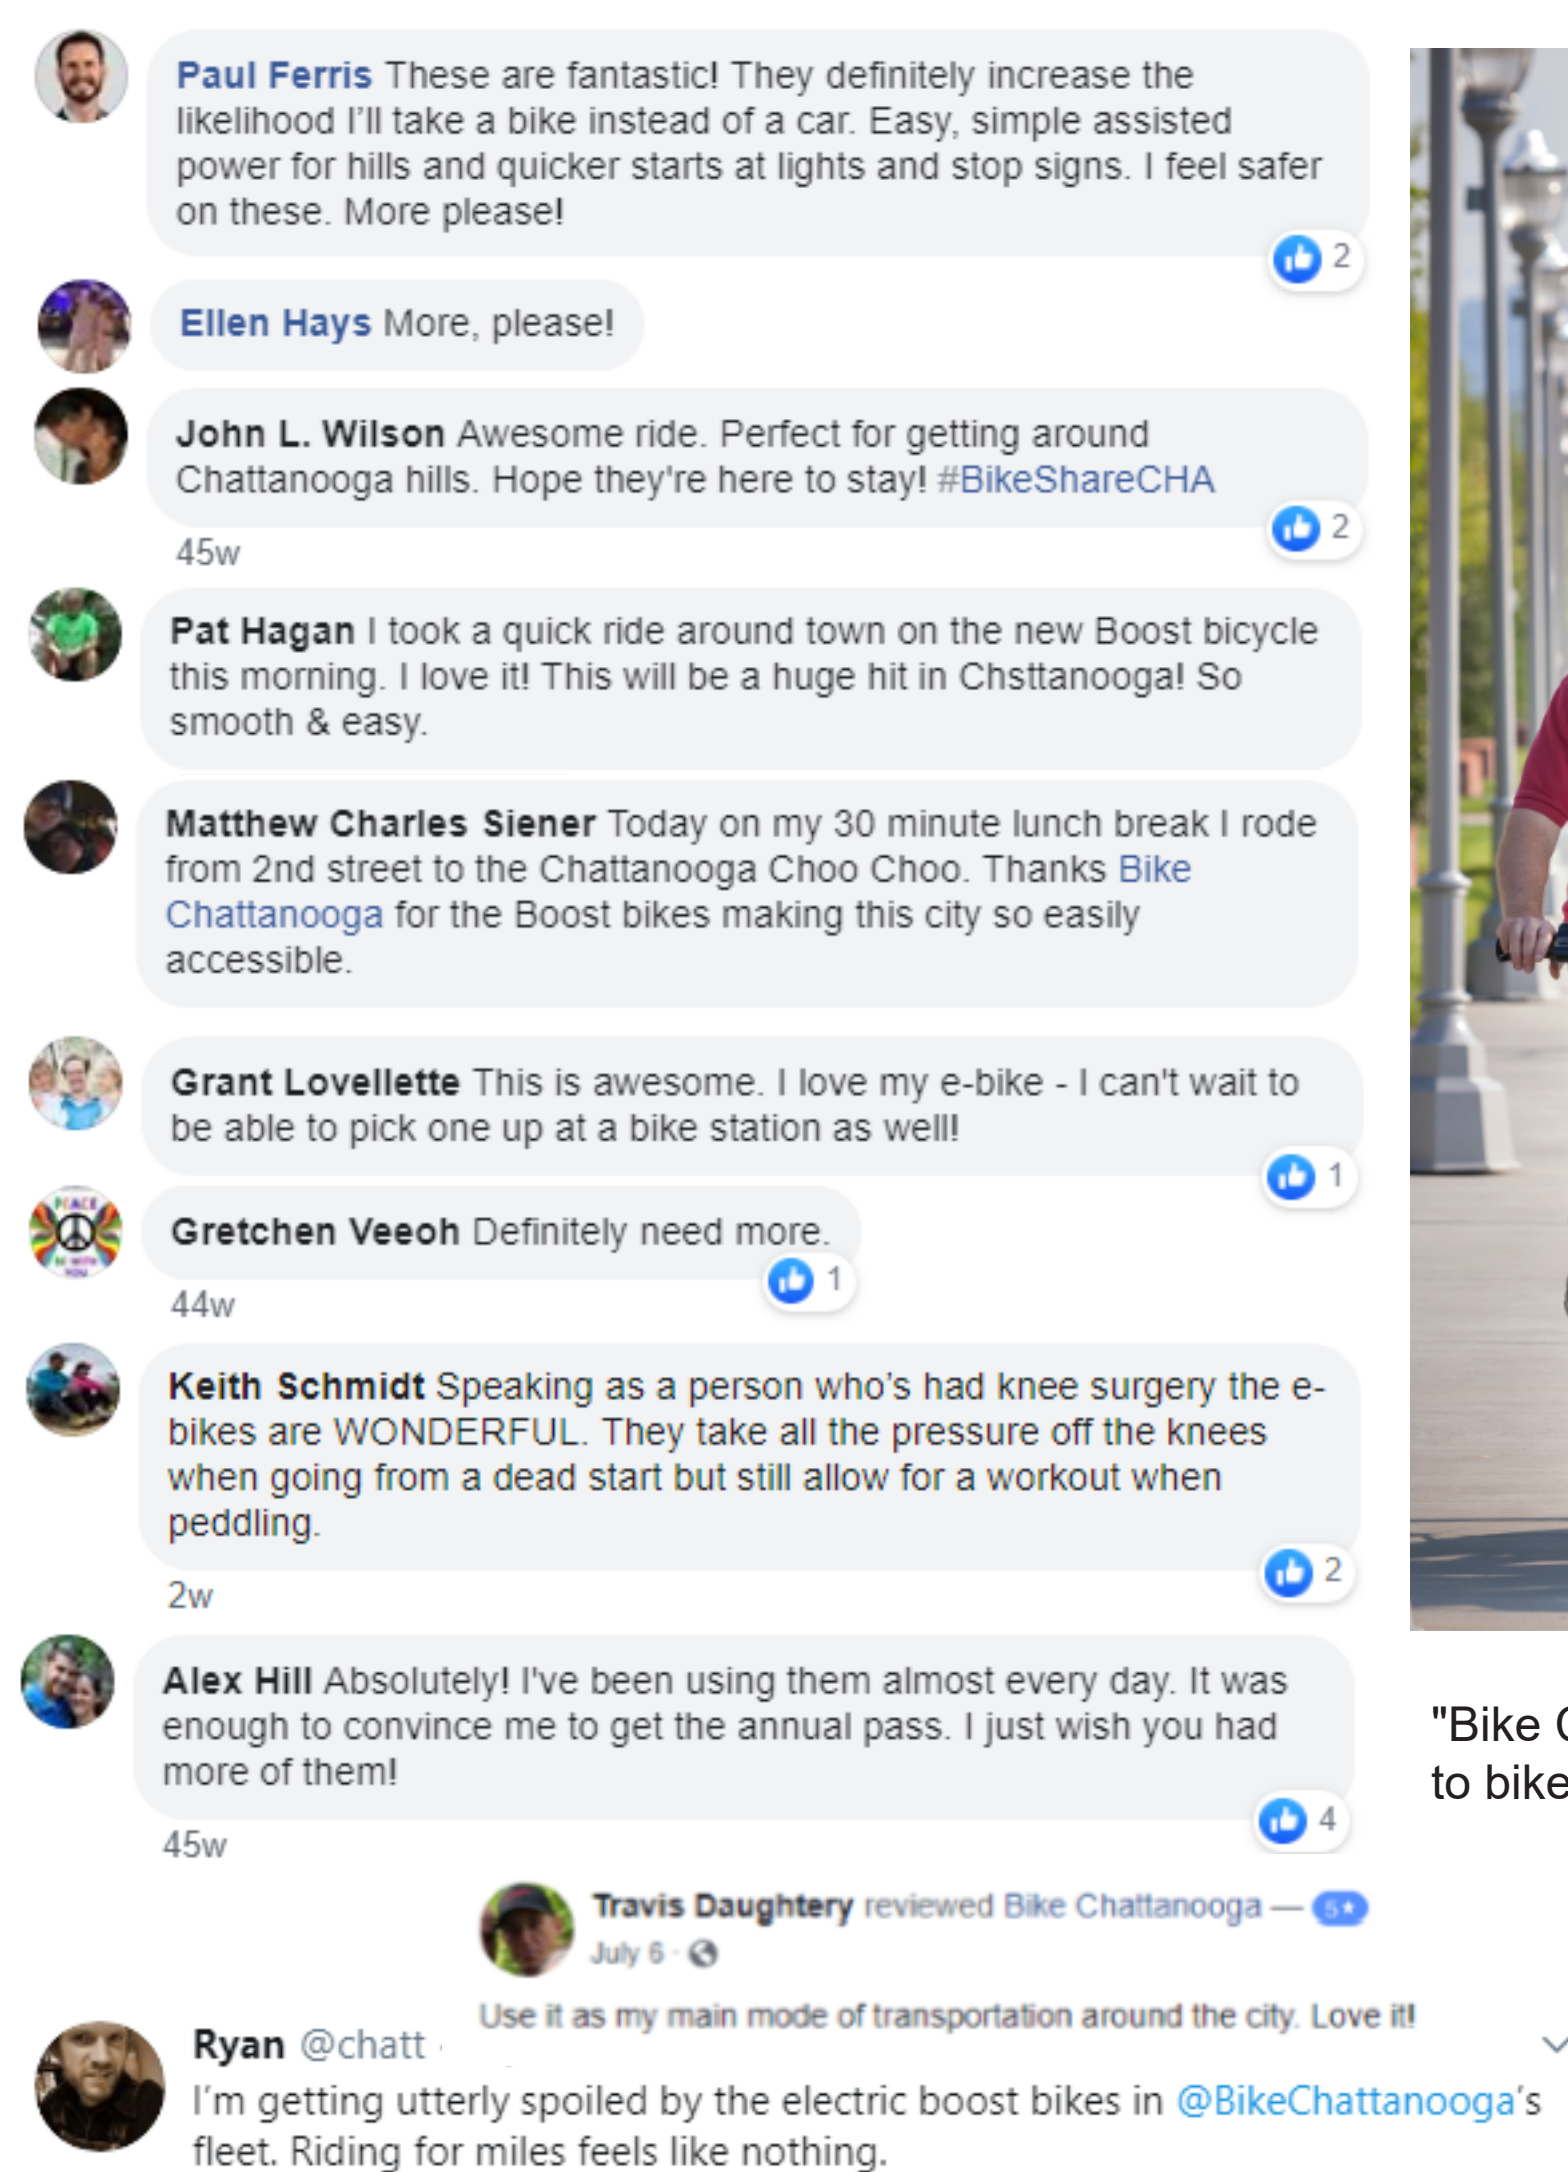 Paul Ferris These are fantastic! They definitely increase the
likelihood I'll take a bike instead of a car. Easy, simple assisted
power for hills and quicker starts at lights and stop signs. I feel safer
on these. More please!
2
Ellen Hays More, please!
John L. Wilson Awesome ride. Perfect for getting around
Chattanooga hills. Hope they're here to stay! #BikeShareCHA
2
45w
Pat Hagan I took a quick ride around town on the new Boost bicycle
this morning. I love it! This will be a huge hit in Chsttanooga! So
smooth & easy.
Matthew Charles Siener Today on my 30 minute lunch break I rode
from 2nd street to the Chattanooga Choo Choo. Thanks Bike
Chattanooga for the Boost bikes making this city so easily
accessible.
Grant Lovellette This is awesome. I love my e-bike - I can't wait to
be able to pick one up at a bike station as well!
1
PEACE
BE WITH
YOU
Gretchen Veeoh Definitely need more.
1
44w
Keith Schmidt Speaking as a person who's had knee surgery the e-
bikes are WONDERFUL. They take all the pressure off the knees
when going from a dead start but still allow for a workout when
peddling.
2
2w
Alex Hill Absolutely! I've been using them almost every day. It was
enough to convince me to get the annual pass. I just wish you had
more of them!
4
45w
"Bike
to bike
Travis Daughtery reviewed Bike Chattanooga — 5★
July 6 ·
Use it as my main mode of transportation around the city. Love it!
Ryan @chatt ·
I'm getting utterly spoiled by the electric boost bikes in @BikeChattanooga's
fleet. Riding for miles feels like nothing.